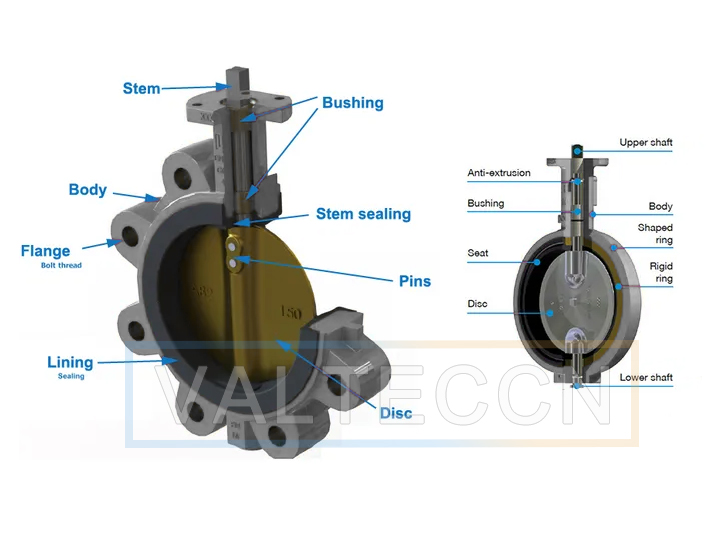 Stem
Bushing
Body
Stem sealing
Flange
Bolt thread
Pins
Lining
Sealing
Disc
150
Upper shaft
Anti-extrusion
Bushing
Body
Shaped
ring
Seat
Rigid
ring
Disc
Lower shaft
VALTECCN